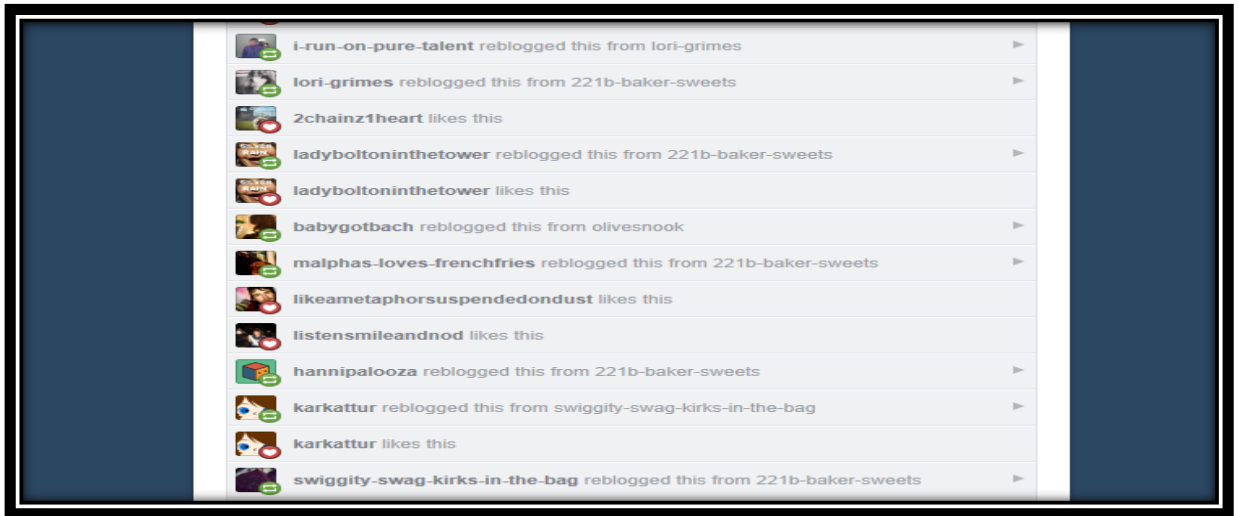 i-run-on-pure-talent reblogged this from lori-grimes
lori-grimes reblogged this from 221b-baker-sweets
2chainz1heart likes this
ladyboltoninthetower reblogged this from 221b-baker-sweets
ladyboltoninthetower likes this
babygotbach reblogged this from olivesnook
malphas-loves-frenchfries reblogged this from 221b-baker-sweets
likeametaphorsuspendedondust likes this
listensmileandnod likes this
hannipalooza reblogged this from 221b-baker-sweets
karkattur reblogged this from swiggity-swag-kirks-in-the-bag
karkattur likes this
swiggity-swag-kirks-in-the-bag reblogged this from 221b-baker-sweets